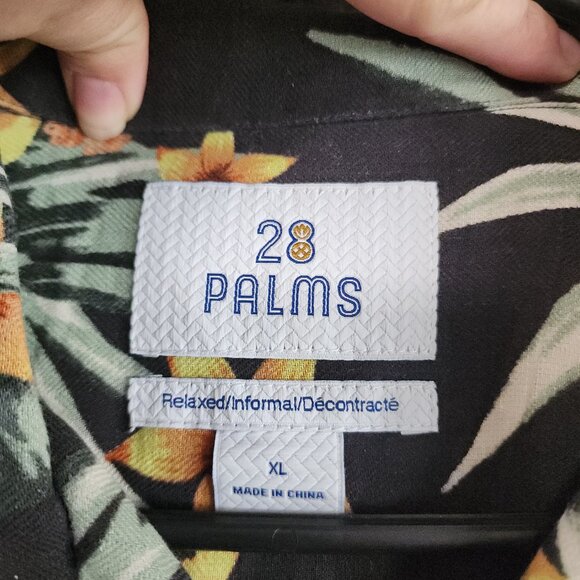 28
PALMS
Relaxed/Informal/Décontracté
XL
MADE IN CHINA